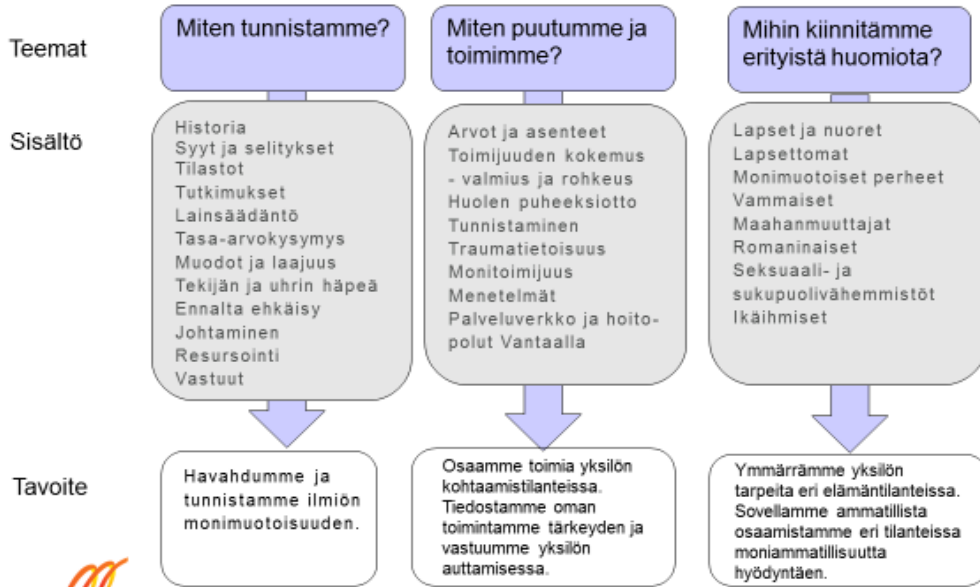 Teemat
Miten tunnistamme?
Miten puutumme ja
toimimme?
Mihin kiinnitämme
erityistä huomiota?
Sisältö
Historia
Syyt ja selitykset
Tilastot
Tutkimukset
Lainsäädäntö
Tasa-arvokysymys
Muodot ja laajuus
Tekijän ja uhrin häpeä
Ennalta ehkäisy
Johtaminen
Resursointi
Vastuut
Arvot ja asenteet
Toimijuuden kokemus
- valmius ja rohkeus
Huolen puheeksiotto
Tunnistaminen
Traumatietoisuus
Monitoimijuus
Menetelmät
Palveluverkko ja hoito-
polut Vantaalla
Lapset ja nuoret
Lapsettomat
Monimuotoiset perheet
Vammaiset
Maahanmuuttajat
Romaninaiset
Seksuaali- ja
sukupuolivähemmistöt
Ikäihmiset
Tavoite
Havahdumme ja
tunnistamme ilmiön
monimuotoisuuden.
Osaamme toimia yksilön
kohtaamistilanteissa.
Tiedostamme oman
toimintamme tärkeyden ja
vastuumme yksilön
auttamisessa.
Ymmärrämme yksilön
tarpeita eri elämäntilanteissa.
Sovellamme ammatillista
osaamistamme eri tilanteissa
moniammatillisuutta
hyödyntäen.